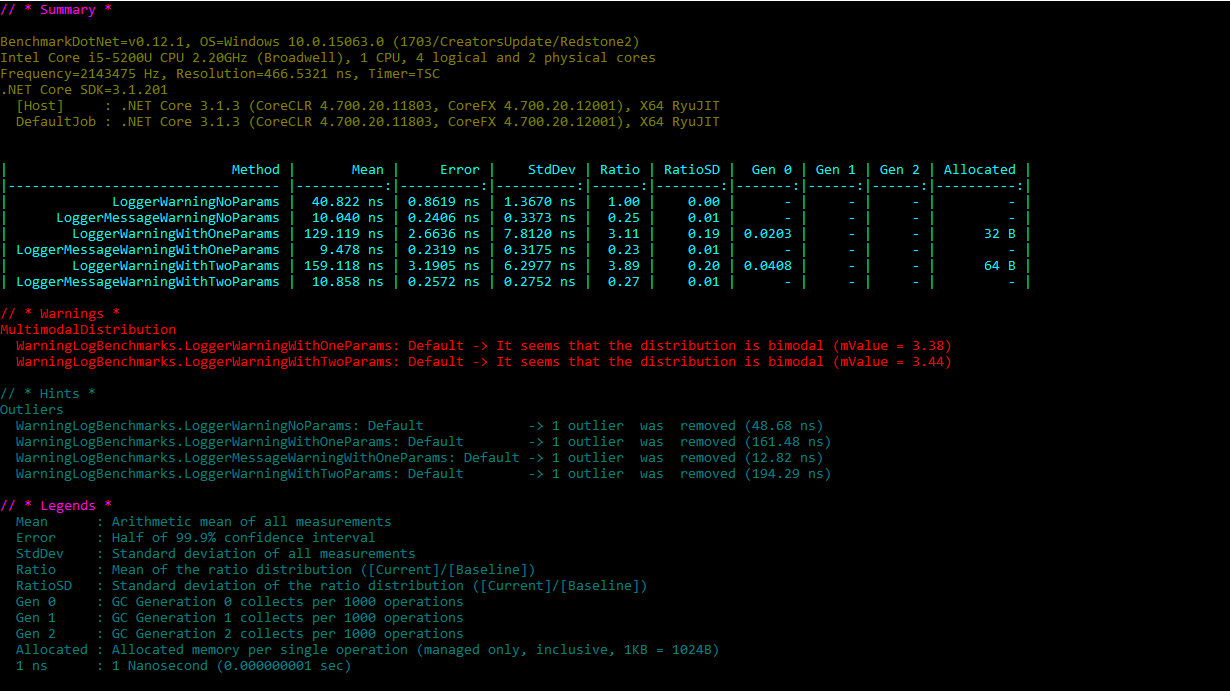 // * Summary *
BenchmarkDotNet=v0.12.1, OS=Windows 10.0.15063.0 (1703/CreatorsUpdate/Redstone2)
Intel Core i5-5200U CPU 2.20GHz (Broadwell), 1 CPU, 4 logical and 2 physical cores
Frequency=2143475 Hz, Resolution=466.5321 ns, Timer=TSC
.NET Core SDK=3.1.201
  [Host]     : .NET Core 3.1.3 (CoreCLR 4.700.20.11803, CoreFX 4.700.20.12001), X64 RyuJIT
  DefaultJob : .NET Core 3.1.3 (CoreCLR 4.700.20.11803, CoreFX 4.700.20.12001), X64 RyuJIT
|                            Method |       Mean |     Error |    StdDev | Ratio | RatioSD |  Gen 0 | Gen 1 | Gen 2 | Allocated |
|---------------------------------- |-----------:|----------:|----------:|------:|--------:|-------:|------:|------:|----------:|
|             LoggerWarningNoParams |  40.822 ns | 0.8619 ns | 1.3670 ns |  1.00 |    0.00 |      - |     - |     - |         - |
|      LoggerMessageWarningNoParams |  10.040 ns | 0.2406 ns | 0.3373 ns |  0.25 |    0.01 |      - |     - |     - |         - |
|        LoggerWarningWithOneParams | 129.119 ns | 2.6636 ns | 7.8120 ns |  3.11 |    0.19 | 0.0203 |     - |     - |      32 B |
| LoggerMessageWarningWithOneParams |   9.478 ns | 0.2319 ns | 0.3175 ns |  0.23 |    0.01 |      - |     - |     - |         - |
|        LoggerWarningWithTwoParams | 159.118 ns | 3.1905 ns | 6.2977 ns |  3.89 |    0.20 | 0.0408 |     - |     - |      64 B |
| LoggerMessageWarningWithTwoParams |  10.858 ns | 0.2572 ns | 0.2752 ns |  0.27 |    0.01 |      - |     - |     - |         - |
// * Warnings *
MultimodalDistribution
  WarningLogBenchmarks.LoggerWarningWithOneParams: Default -> It seems that the distribution is bimodal (mValue = 3.38)
  WarningLogBenchmarks.LoggerWarningWithTwoParams: Default -> It seems that the distribution is bimodal (mValue = 3.44)
// * Hints *
Outliers
  WarningLogBenchmarks.LoggerWarningNoParams: Default             -> 1 outlier  was  removed (48.68 ns)
  WarningLogBenchmarks.LoggerWarningWithOneParams: Default        -> 1 outlier  was  removed (161.48 ns)
  WarningLogBenchmarks.LoggerMessageWarningWithOneParams: Default -> 1 outlier  was  removed (12.82 ns)
  WarningLogBenchmarks.LoggerWarningWithTwoParams: Default        -> 1 outlier  was  removed (194.29 ns)
// * Legends *
  Mean      : Arithmetic mean of all measurements
  Error     : Half of 99.9% confidence interval
  StdDev    : Standard deviation of all measurements
  Ratio     : Mean of the ratio distribution ([Current]/[Baseline])
  RatioSD   : Standard deviation of the ratio distribution ([Current]/[Baseline])
  Gen 0     : GC Generation 0 collects per 1000 operations
  Gen 1     : GC Generation 1 collects per 1000 operations
  Gen 2     : GC Generation 2 collects per 1000 operations
  Allocated : Allocated memory per single operation (managed only, inclusive, 1KB = 1024B)
  1 ns      : 1 Nanosecond (0.000000001 sec)